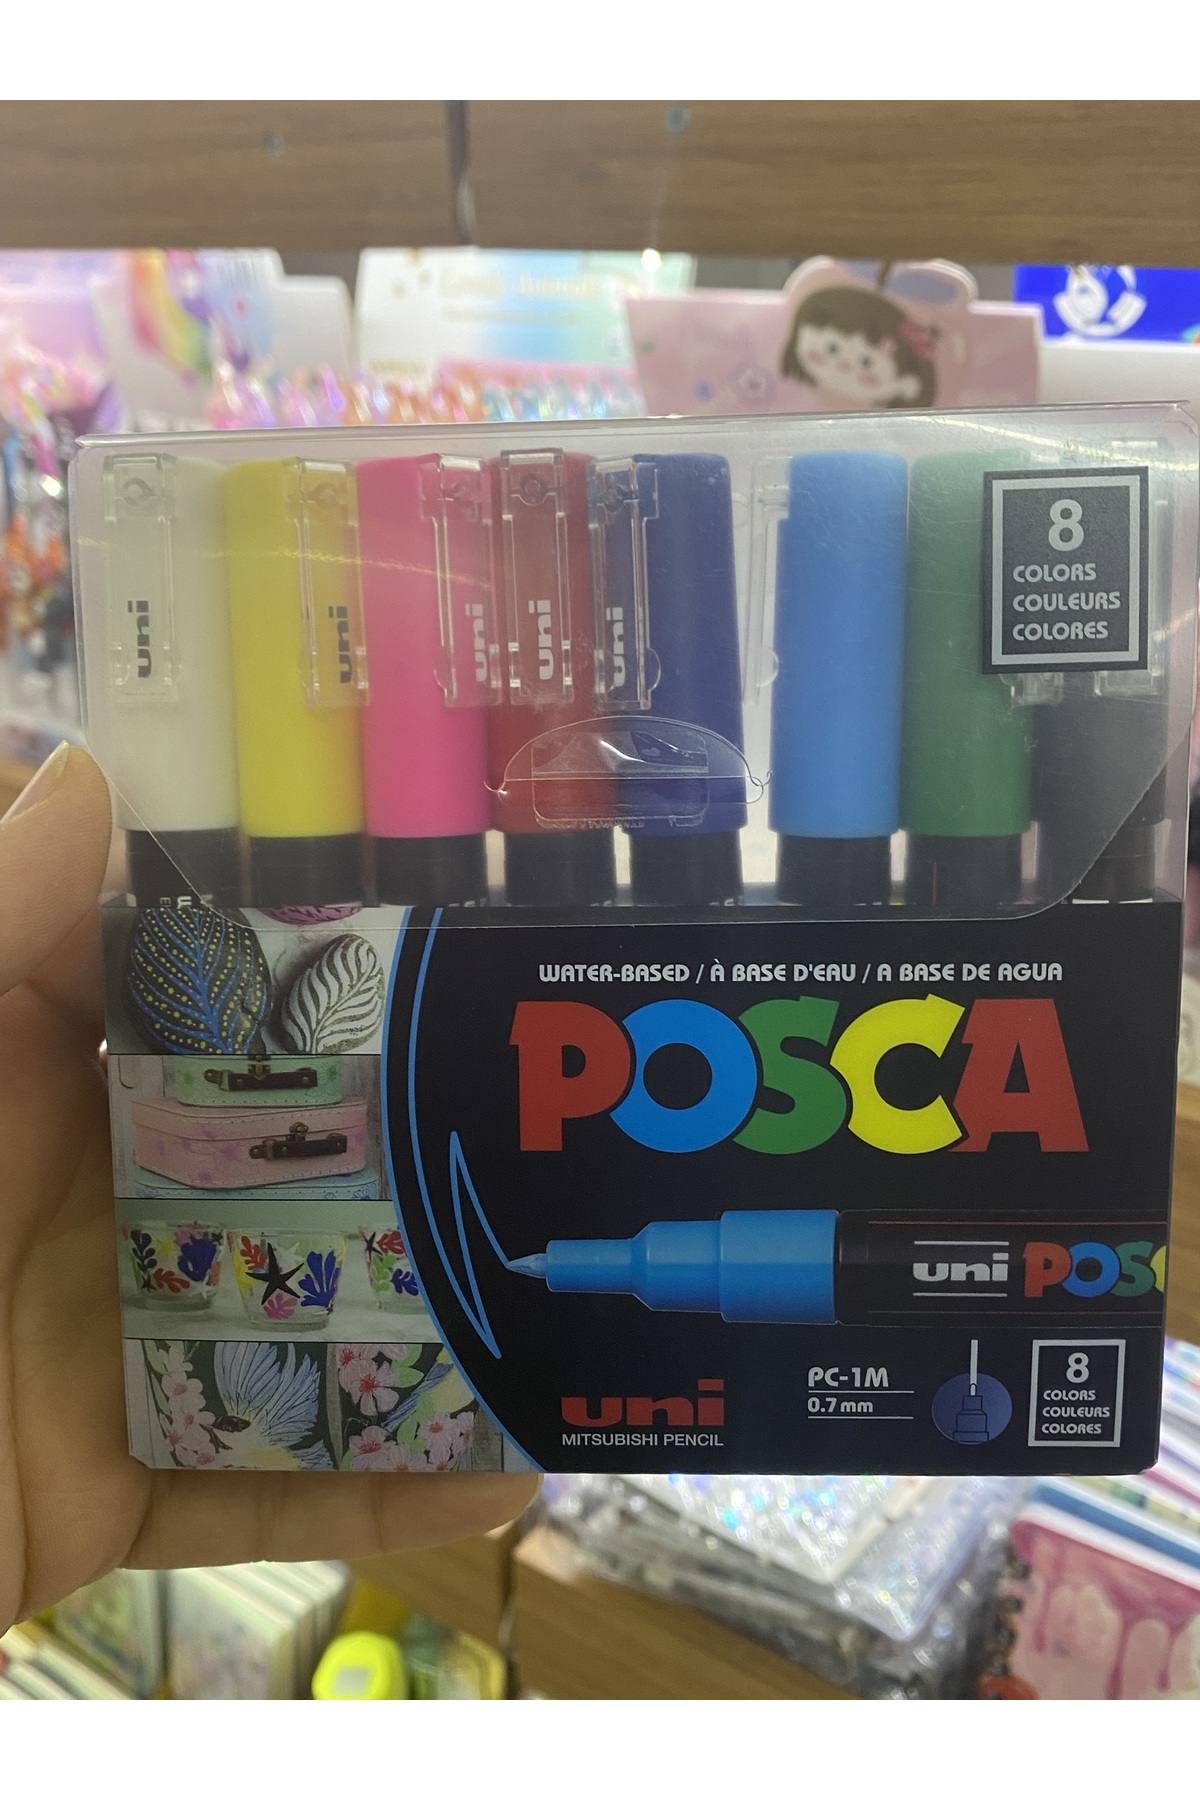 uni
uni
uni
uni
uni
8
COLORS
COULEURS
COLORES
WATER-BASED / À BASE D'EAU / A BASE DE AGUA
POSCA
uni POSC
PC-1M
0.7 mm
8
COLORS
COULEURS
COLORES
uni
MITSUBISHI PENCIL